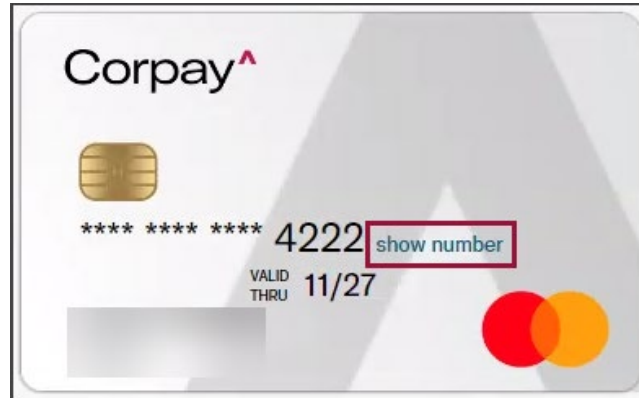 Corpay^
**** **** **** 4222 show number
VALID THRU 11/27